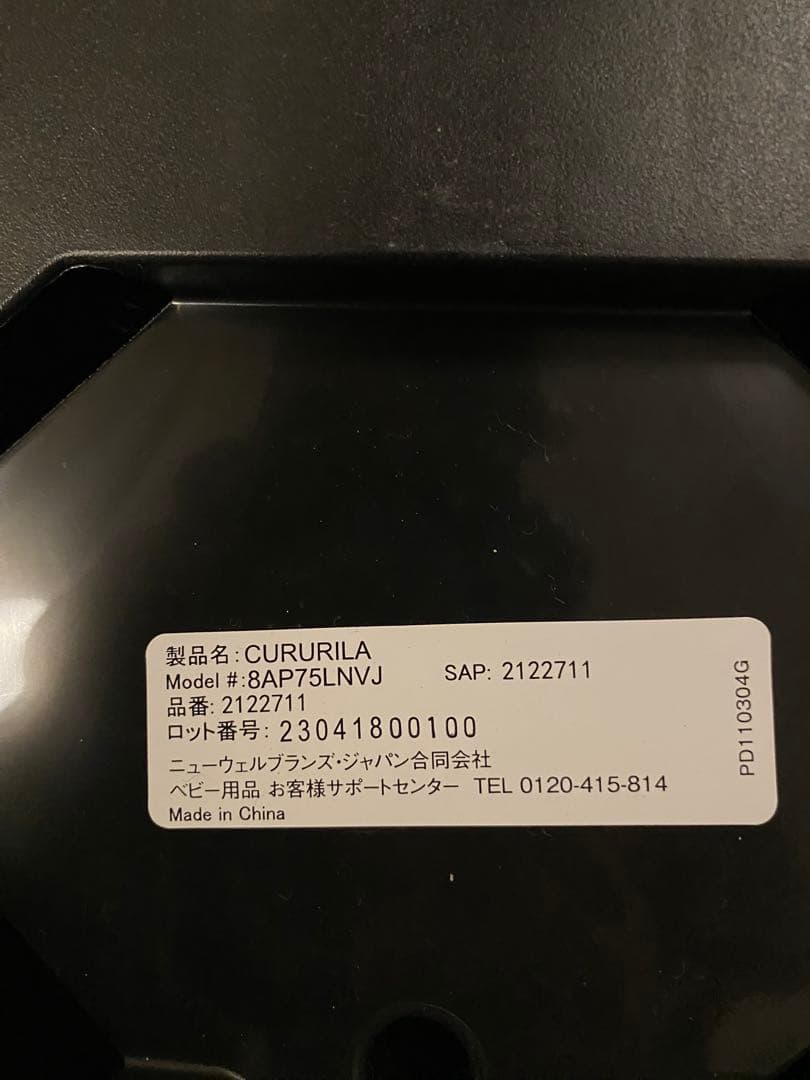 製品名:CURURILA
Model #:8AP75LNVJ SAP: 2122711
品番: 2122711
ロット番号: 23041800100
ニューウェルブランズ・ジャパン合同会社
ベビー用品 お客様サポートセンター TEL 0120-415-814
Made in China
PD110304G